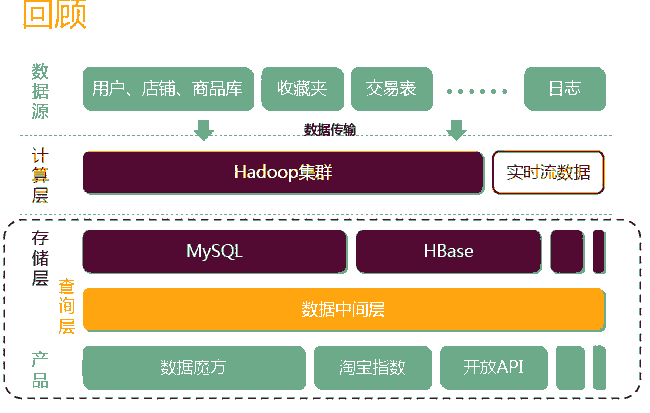 回顾
数据源
用户、店铺、商品库
收藏夹
交易表
······
日志
数据传输
计算层
Hadoop集群
实时流数据
存储层
MySQL
HBase
查询层
数据中间层
产品
数据魔方
淘宝指数
开放API